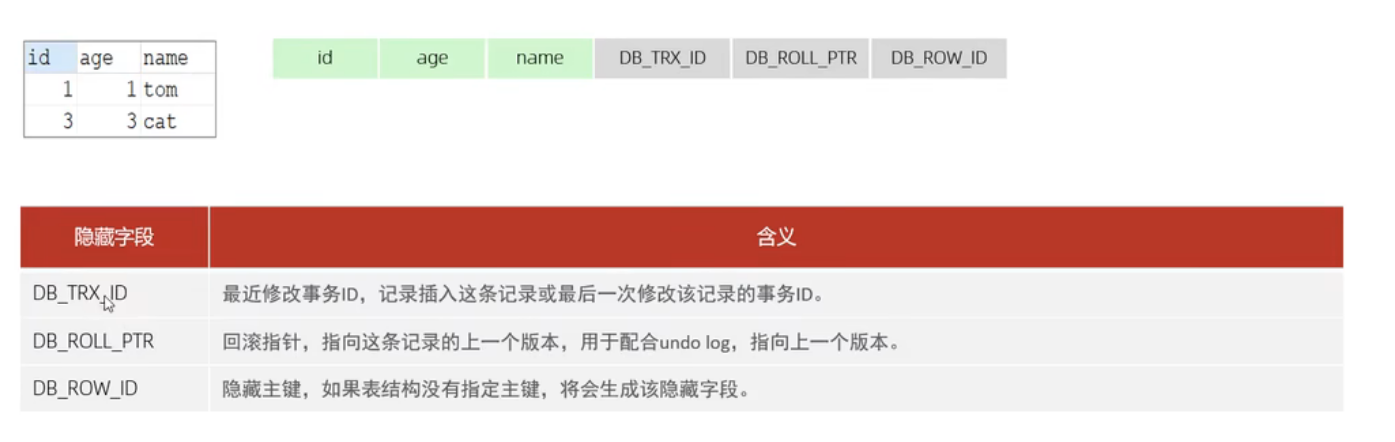 id age name
1 1 tom
3 3 cat
id age name DB_TRX_ID DB_ROLL_PTR DB_ROW_ID
隐藏字段 含义
DB_TRX_ID 最近修改事务ID，记录插入这条记录或最后一次修改该记录的事务ID。
DB_ROLL_PTR 回滚指针，指向这条记录的上一个版本，用于配合undo log，指向上一个版本。
DB_ROW_ID 隐藏主键，如果表结构没有指定主键，将会生成该隐藏字段。